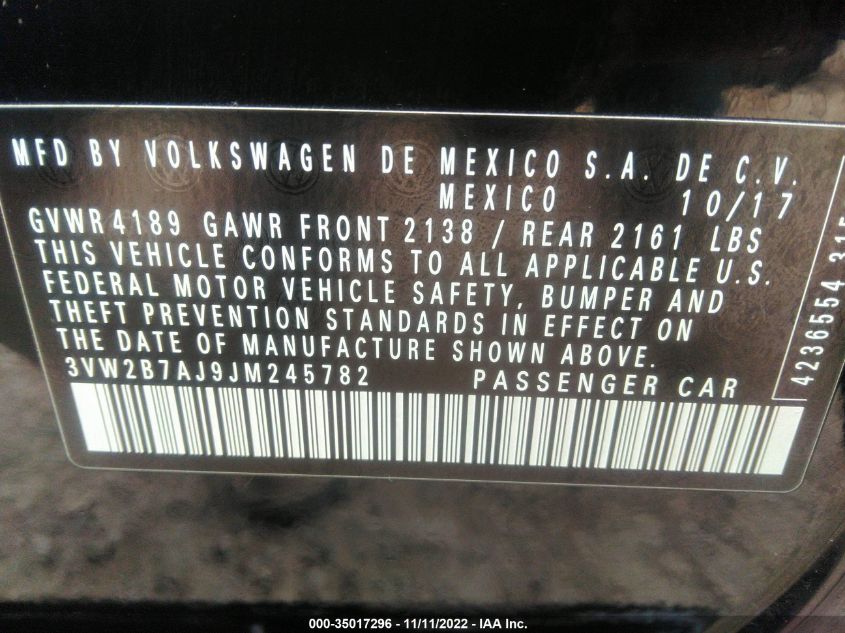 MFD BY VOLKSWAGEN DE MEXICO S.A. DE C.V.
MEXICO 10/17
GVWR4189 GAWR FRONT 2138 / REAR 2161 LBS
THIS VEHICLE CONFORMS TO ALL APPLICABLE U.S.
FEDERAL MOTOR VEHICLE SAFETY, BUMPER AND
THEFT PREVENTION STANDARDS IN EFFECT ON
THE DATE OF MANUFACTURE SHOWN ABOVE.
3VW2B7AJ9JM245782 PASSENGER CAR
4236554
000-35017296 - 11/11/2022 - IAA Inc.